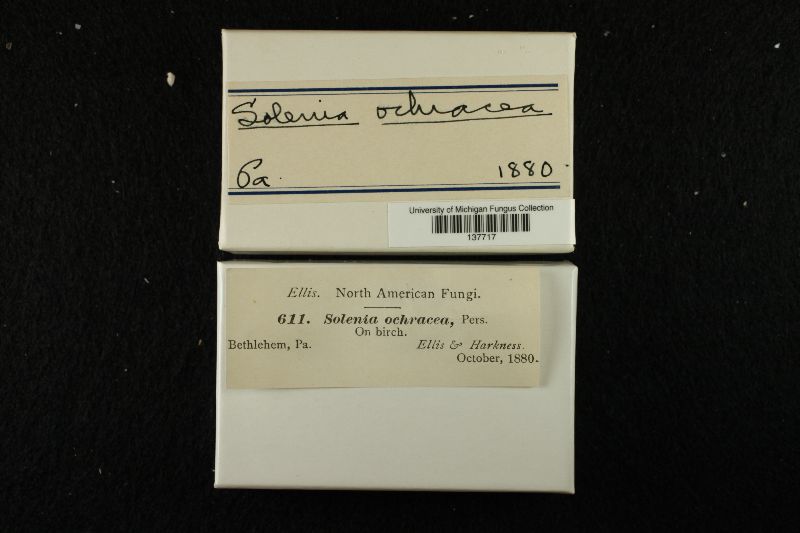 Solenia ochracea
Pa. 1880.
University of Michigan Fungus Collection
137717
Ellis. North American Fungi.
611. Solenia ochracea, Pers.
On birch.
Bethlehem, Pa. Ellis & Harkness.
October, 1880.